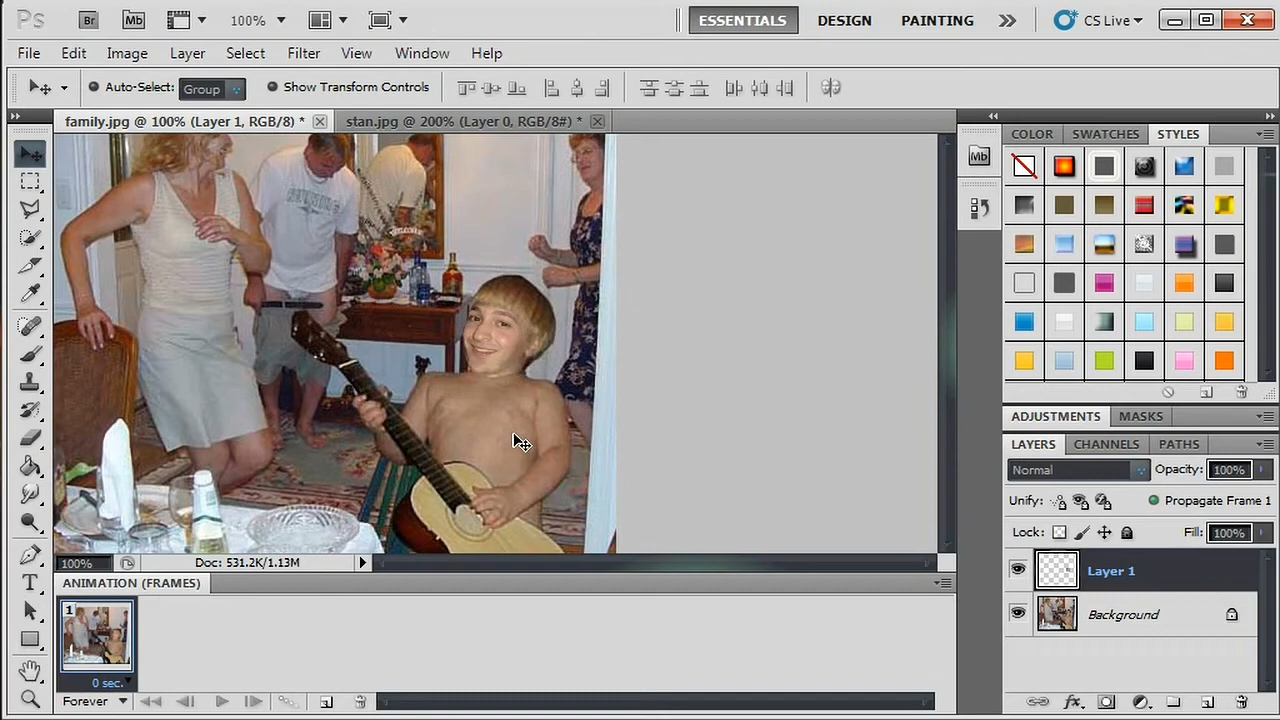 Ps Br Mb 100% ESSENTIALS DESIGN PAINTING CS Live
File Edit Image Layer Select Filter View Window Help
Auto-Select: Group Show Transform Controls
family.jpg @ 100% (Layer 1, RGB/8) * stan.jpg @ 200% (Layer 0, RGB/8#) *
COLOR SWATCHES STYLES
Mb
ADJUSTMENTS MASKS
LAYERS CHANNELS PATHS
Normal Opacity: 100%
Unify: Propagate Frame 1
Lock: Fill: 100%
Layer 1
Background
100% Doc: 531.2K/1.13M
ANIMATION (FRAMES)
1
0 sec.
Forever